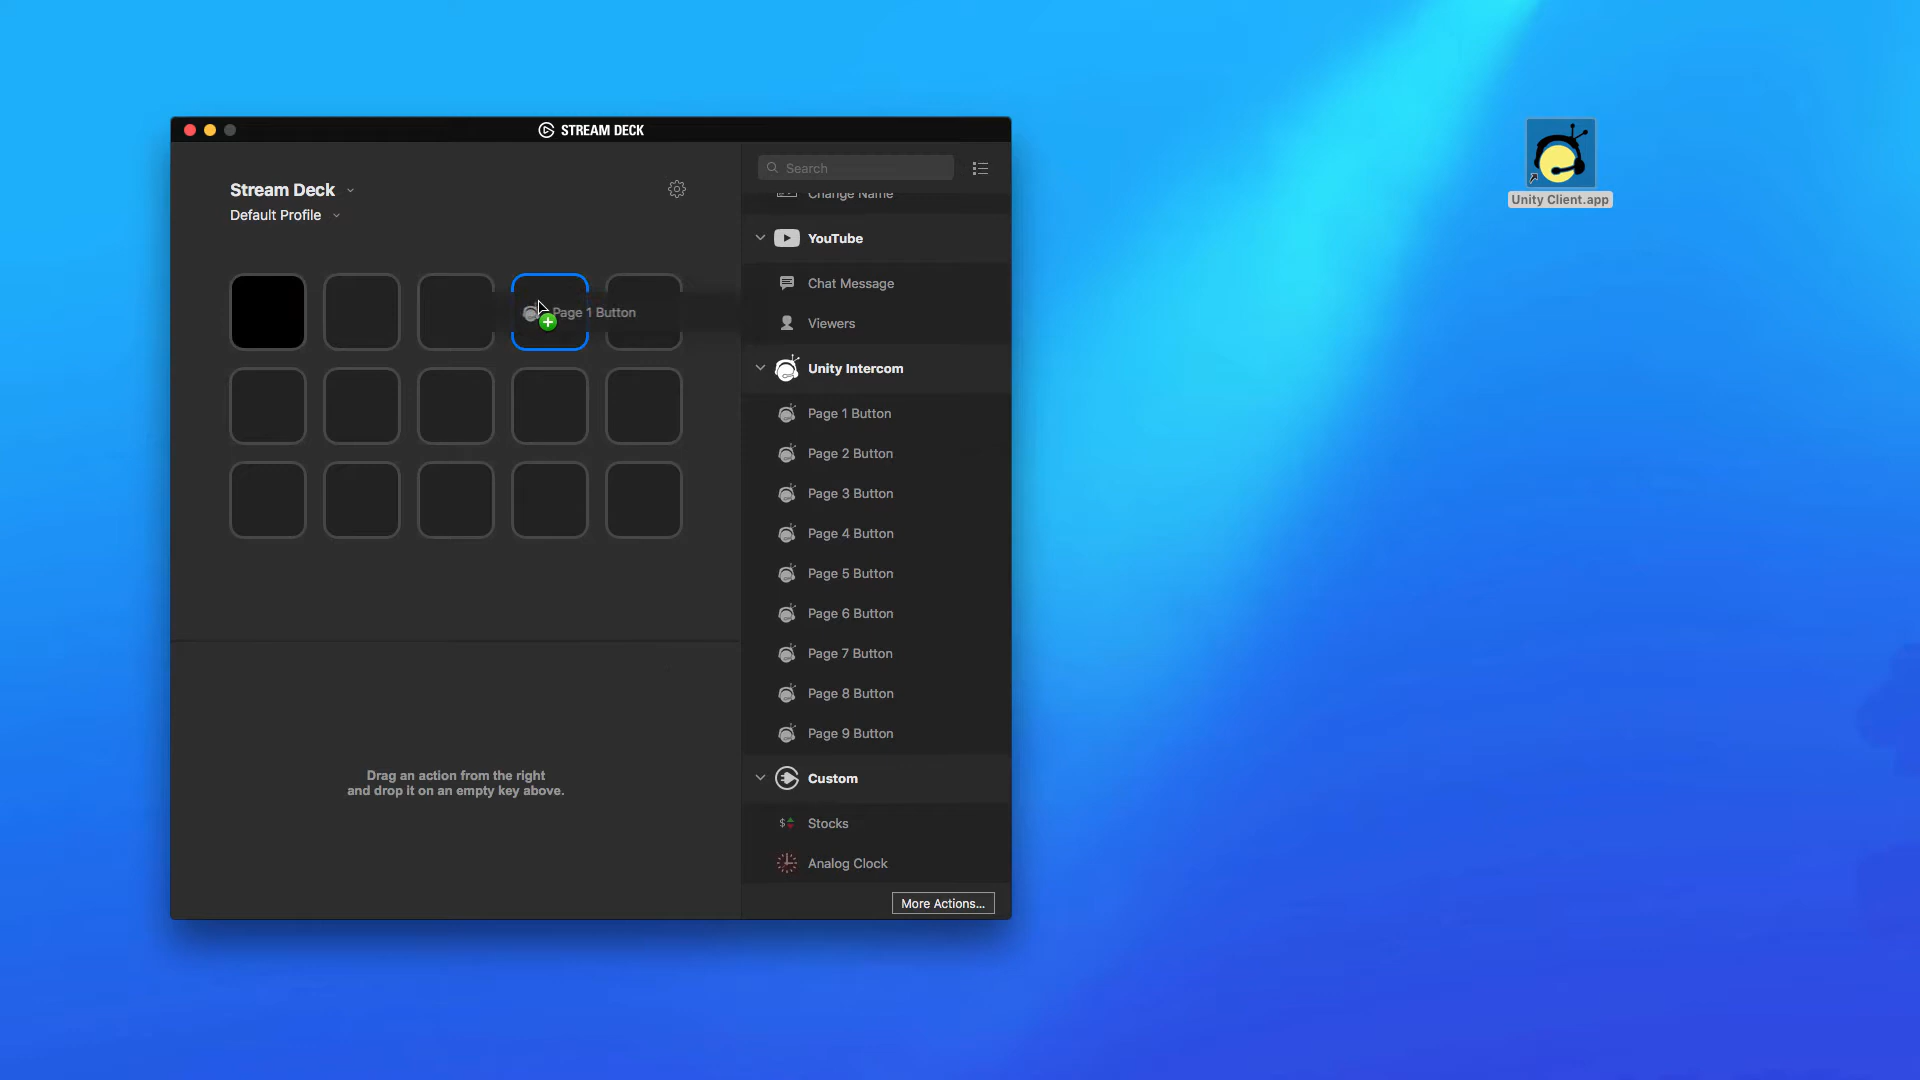 STREAM DECK
Stream Deck
Default Profile
Page 1 Button
Drag an action from the right
and drop it on an empty key above.
Search
Change Name
YouTube
Chat Message
Viewers
Unity Intercom
Page 1 Button
Page 2 Button
Page 3 Button
Page 4 Button
Page 5 Button
Page 6 Button
Page 7 Button
Page 8 Button
Page 9 Button
Custom
Stocks
Analog Clock
More Actions...
Unity Client.app